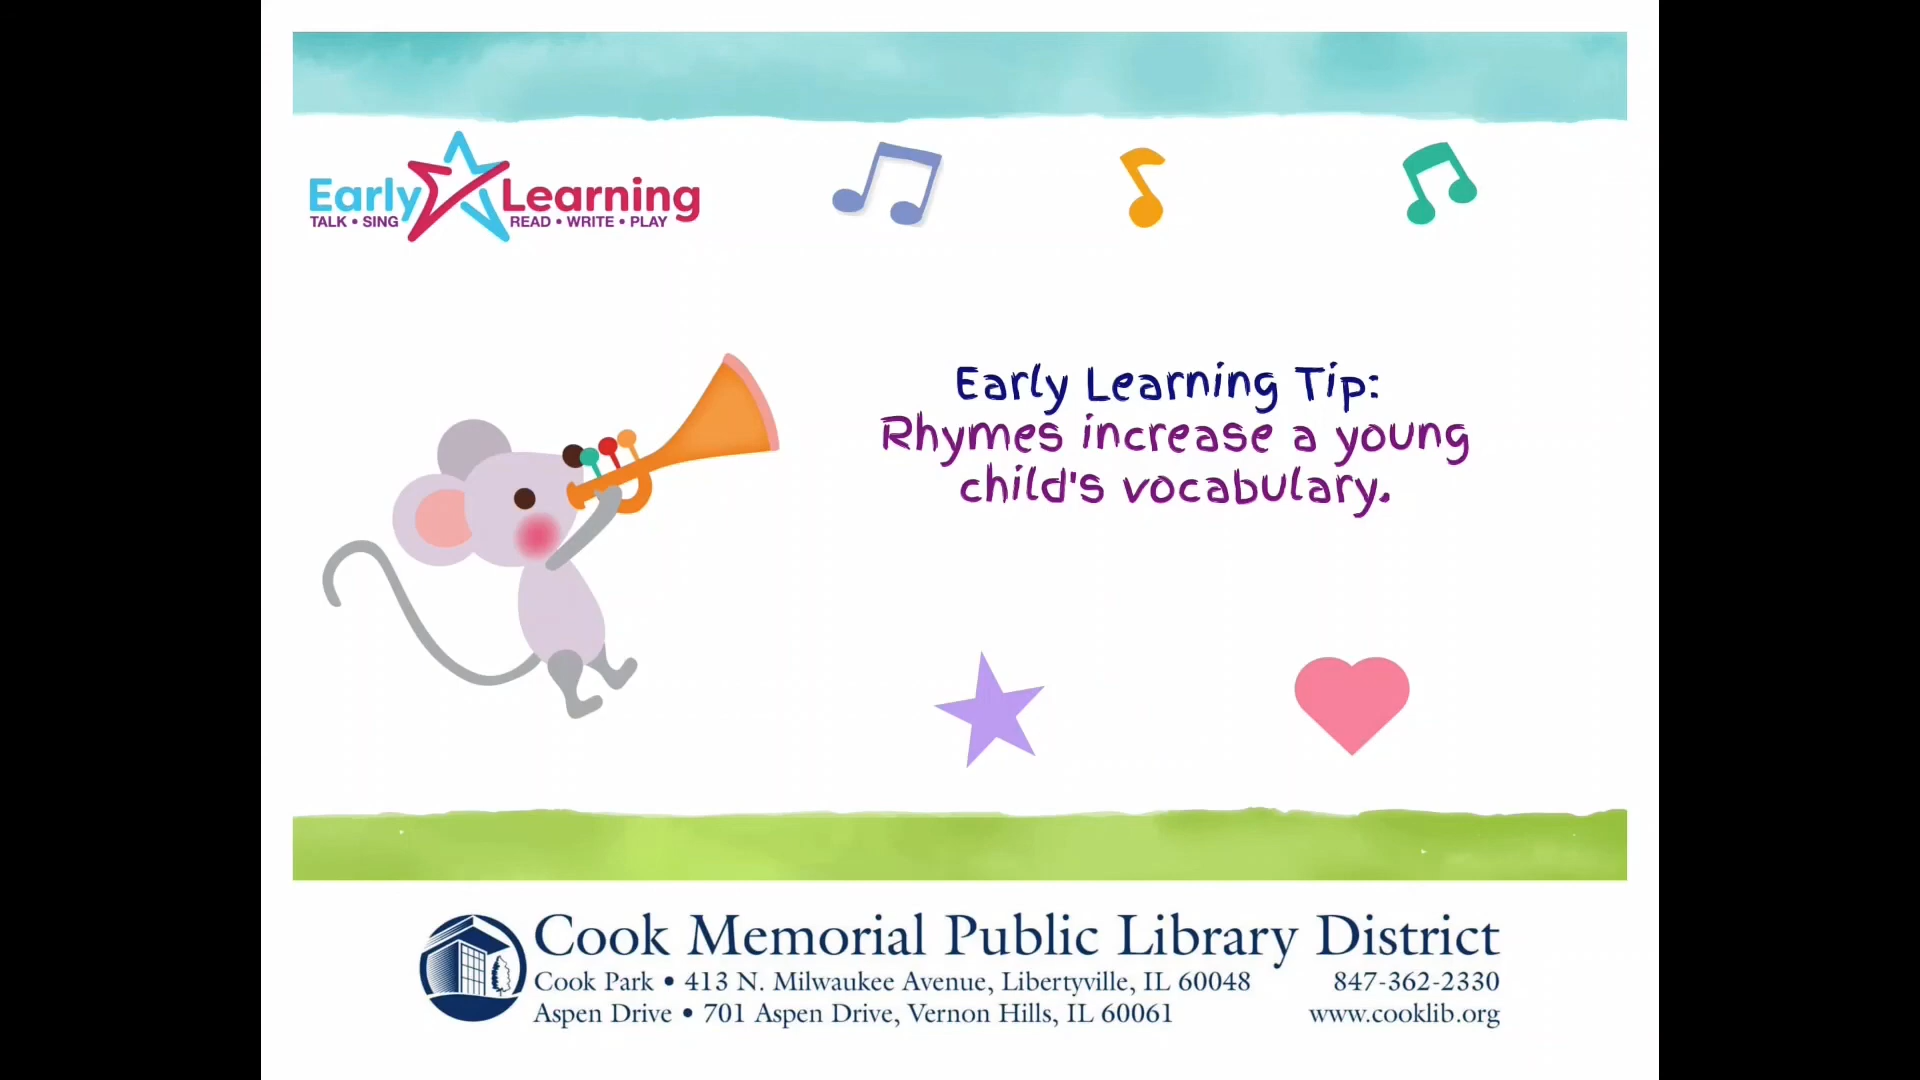 Early Learning
TALK • SING READ • WRITE • PLAY
Early Learning Tip:
Rhymes increase a young
child's vocabulary.
Cook Memorial Public Library District
Cook Park • 413 N. Milwaukee Avenue, Libertyville, IL 60048 847-362-2330
Aspen Drive • 701 Aspen Drive, Vernon Hills, IL 60061 www.cooklib.org